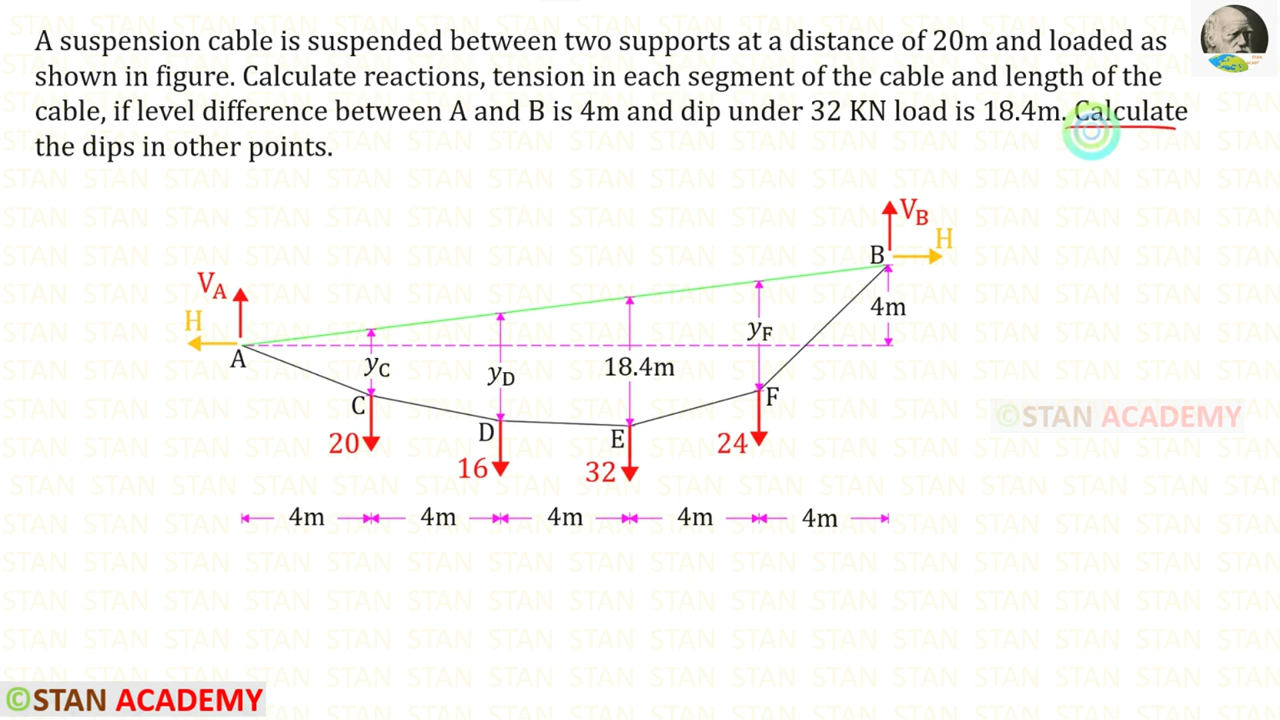 A suspension cable is suspended between two supports at a distance of 20m and loaded as
shown in figure. Calculate reactions, tension in each segment of the cable and length of the
cable, if level difference between A and B is 4m and dip under 32 KN load is 18.4m. Calculate
the dips in other points.
VB
H
B
VA
H
A
4m
yF
yC
yD
18.4m
F
C
D
E
20
16
32
24
©STAN ACADEMY
4m 4m 4m 4m 4m
©STAN ACADEMY